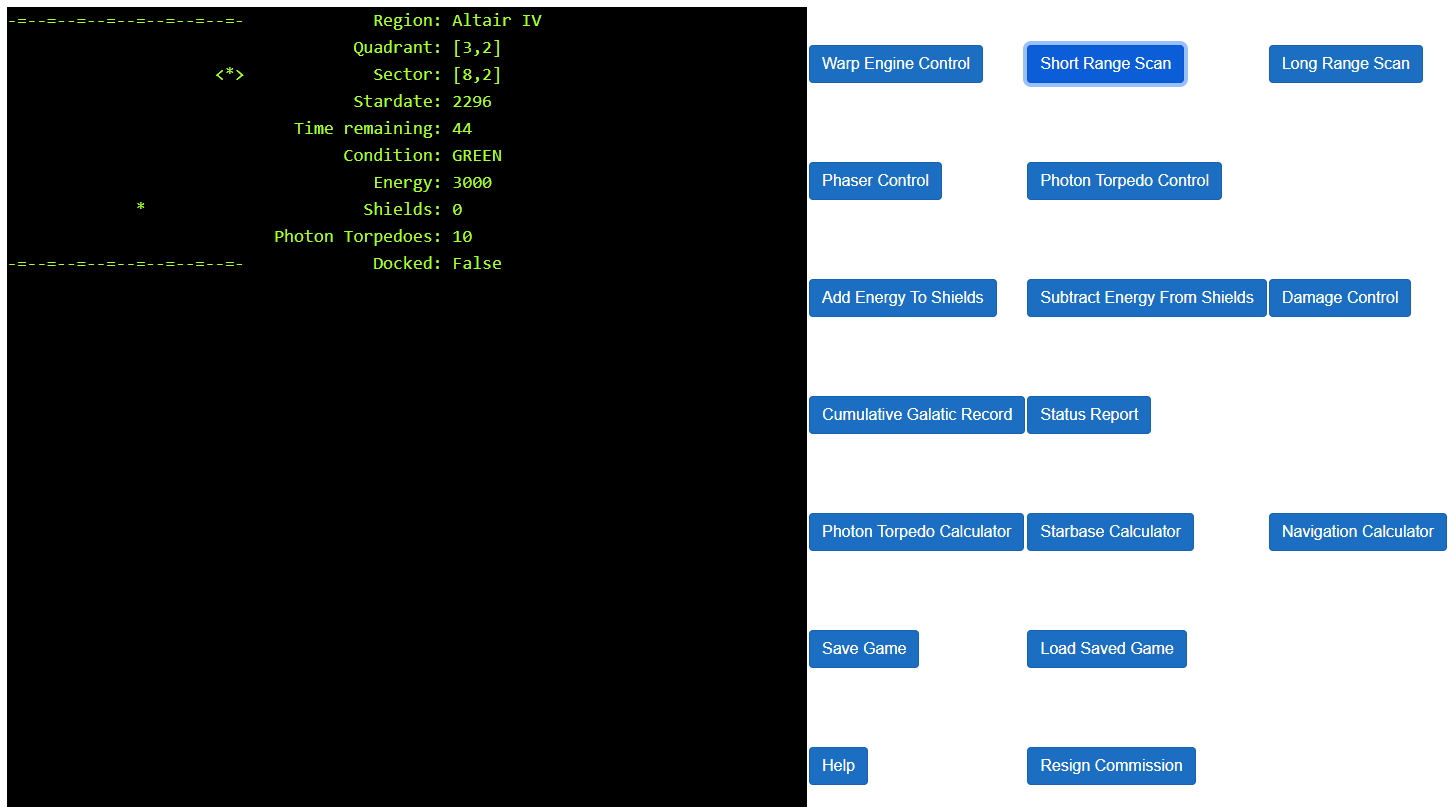 -=--=--=--=--=--=--=--=- Region: Altair IV
Quadrant: [3,2]
<*> Sector: [8,2]
Stardate: 2296
Time remaining: 44
Condition: GREEN
Energy: 3000
* Shields: 0
Photon Torpedoes: 10
-=--=--=--=--=--=--=--=- Docked: False
Warp Engine Control Short Range Scan Long Range Scan
Phaser Control Photon Torpedo Control
Add Energy To Shields Subtract Energy From Shields Damage Control
Cumulative Galatic Record Status Report
Photon Torpedo Calculator Starbase Calculator Navigation Calculator
Save Game Load Saved Game
Help Resign Commission